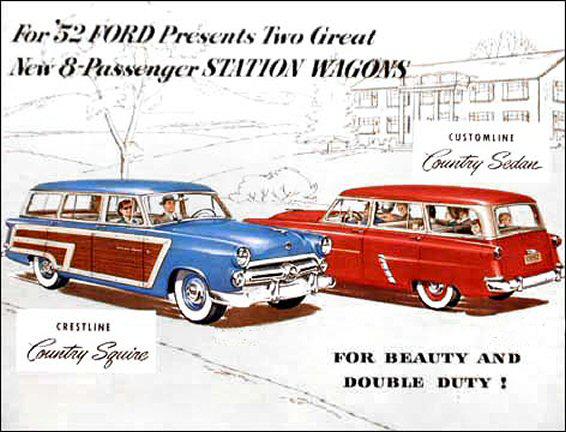 For '52 FORD Presents Two Great
New 8-Passenger STATION WAGONS
CUSTOMLINE
Country Sedan
CRESTLINE
Country Squire
FOR BEAUTY AND
DOUBLE DUTY !